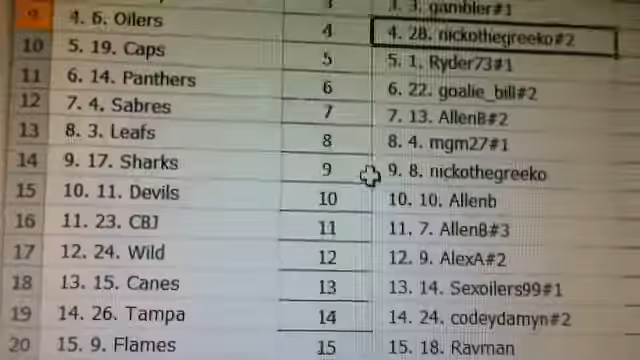 3 3. 3. gambler#1
9 4. 6. Oilers 4 4. 28. nickothegreeko#2
10 5. 19. Caps 5 5. 1. Ryder73#1
11 6. 14. Panthers 6 6. 22. goalie_bill#2
12 7. 4. Sabres 7 7. 13. AllenB#2
13 8. 3. Leafs 8 8. 4. mgm27#1
14 9. 17. Sharks 9 9. 8. nickothegreeko
15 10. 11. Devils 10 10. 10. Allenb
16 11. 23. CBJ 11 11. 7. AllenB#3
17 12. 24. Wild 12 12. 9. AlexA#2
18 13. 15. Canes 13 13. 14. Sexoilers99#1
19 14. 26. Tampa 14 14. 24. codeydamyn#2
20 15. 9. Flames 15 15. 18. Ravman